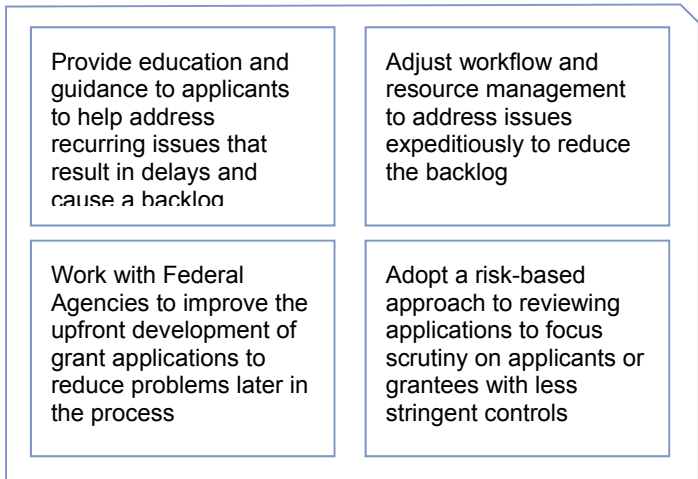 Provide education and
guidance to applicants
to help address
recurring issues that
result in delays and
cause a backlog
Adjust workflow and
resource management
to address issues
expeditiously to reduce
the backlog
Work with Federal
Agencies to improve the
upfront development of
grant applications to
reduce problems later in
the process
Adopt a risk-based
approach to reviewing
applications to focus
scrutiny on applicants or
grantees with less
stringent controls